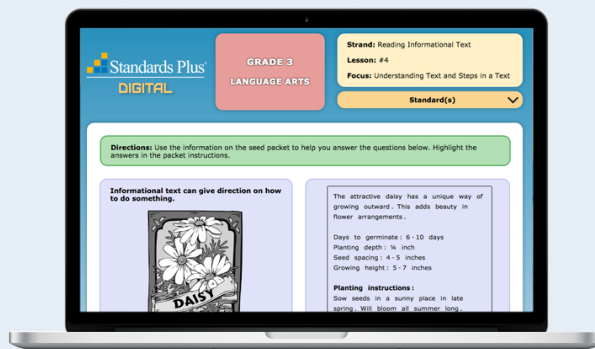 Standards Plus
DIGITAL
GRADE 3
LANGUAGE ARTS
Strand: Reading Informational Text
Lesson: #4
Focus: Understanding Text and Steps in a Text
Standard(s)
Directions: Use the information on the seed packet to help you answer the questions below. Highlight the
answers in the packet instructions.
Informational text can give direction on how
to do something.
DAISY
The attractive daisy has a unique way of
growing outward. This adds beauty in
flower arrangements.
Days to germinate: 6-10 days
Planting depth: ¼ inch
Seed spacing: 4-5 inches
Growing height: 5-7 inches
Planting instructions:
Sow seeds in a sunny place in late
spring. Will bloom all summer long.